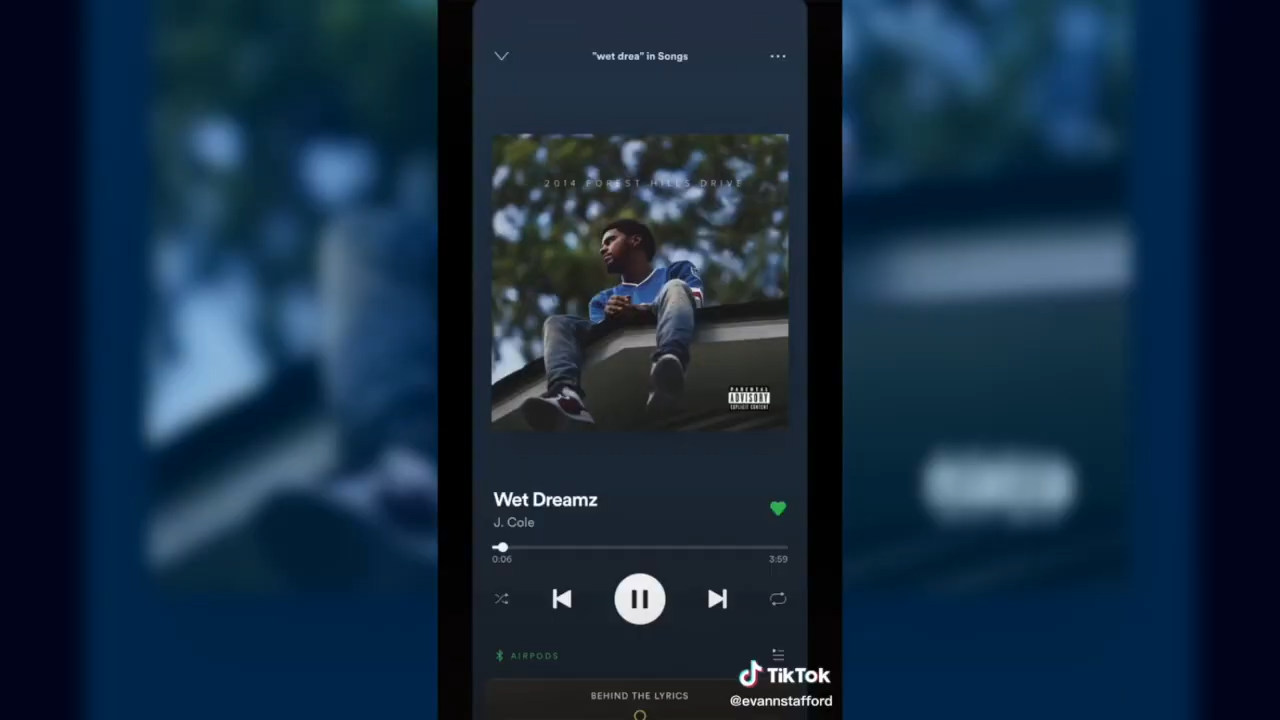 "wet drea" in Songs
2014 FOREST HILLS DRIVE
PARENTAL
ADVISORY
EXPLICIT CONTENT
Wet Dreamz
J. Cole
0:06
3:59
AIRPODS
TikTok
@evannstafford
BEHIND THE LYRICS